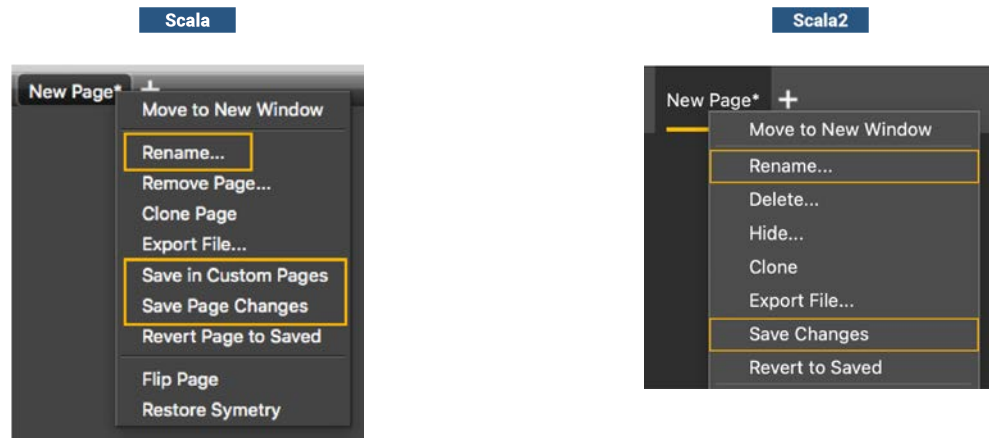 Scala
New Page* +
Move to New Window
Rename...
Remove Page...
Clone Page
Export File...
Save in Custom Pages
Save Page Changes
Revert Page to Saved
Flip Page
Restore Symetry
Scala2
New Page* +
Move to New Window
Rename...
Delete...
Hide...
Clone
Export File...
Save Changes
Revert to Saved